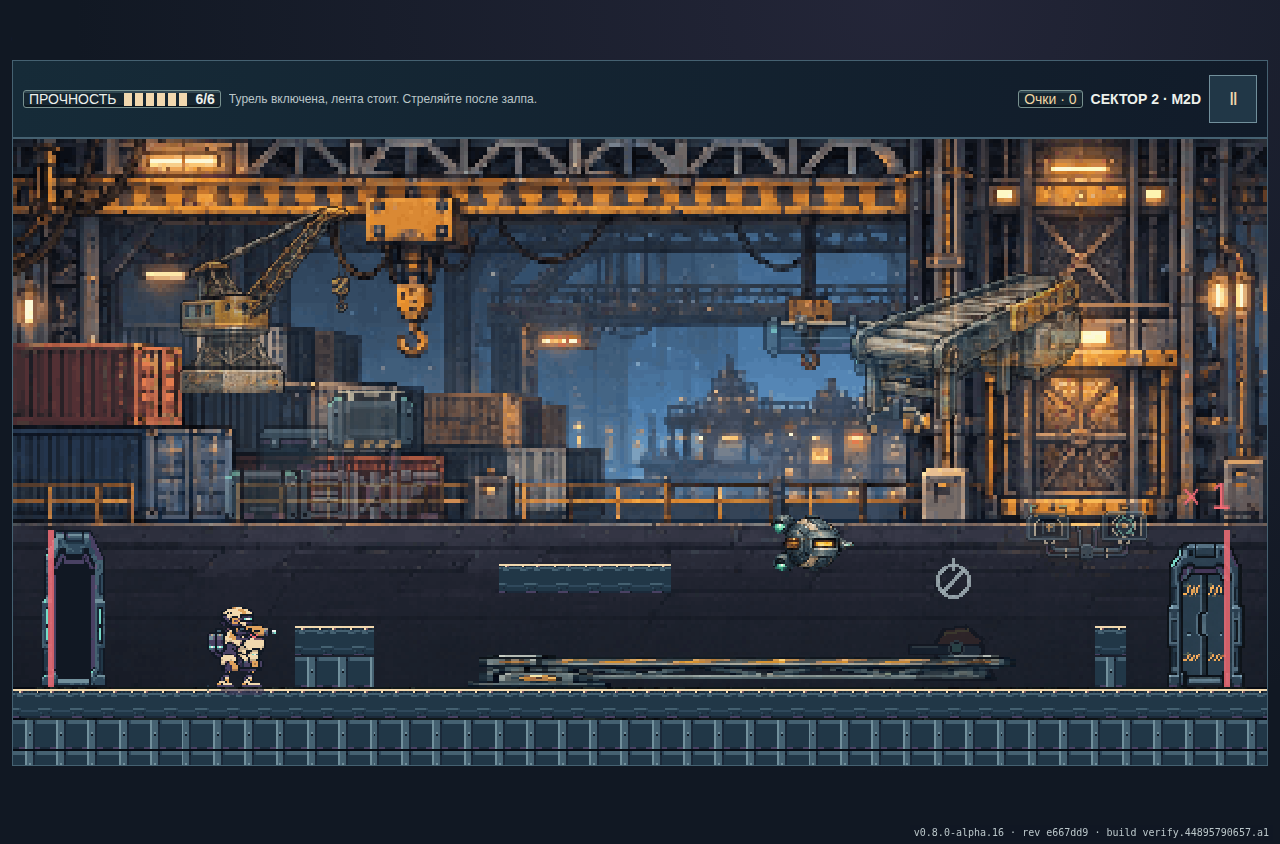 ПРОЧНОСТЬ 6/6 Турель включена, лента стоит. Стреляйте после залпа. Очки · 0 СЕКТОР 2 · M2D II
× 1
v0.8.0-alpha.16 · rev e667dd9 · build verify.44895790657.a1